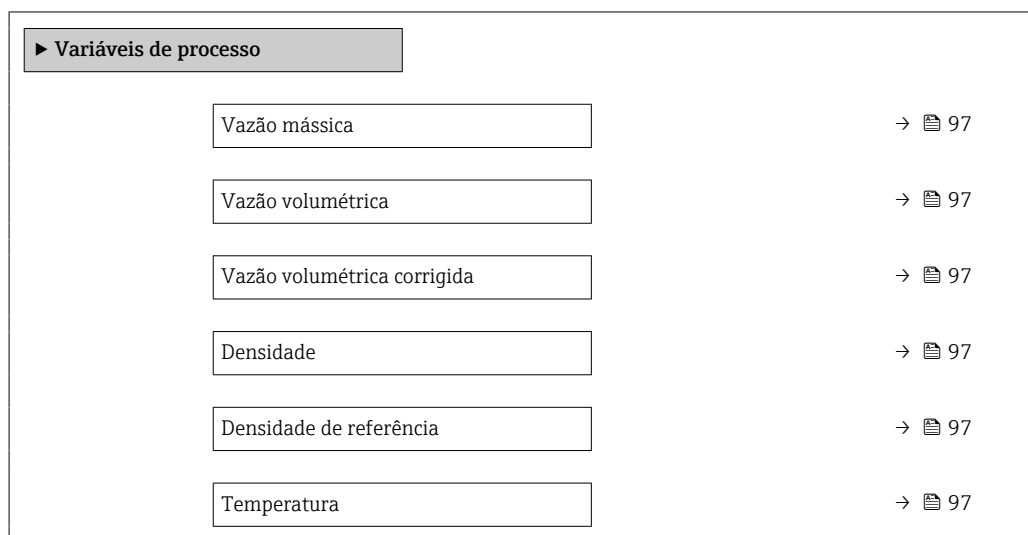 ▶ Variáveis de processo
Vazão mássica → 97
Vazão volumétrica → 97
Vazão volumétrica corrigida → 97
Densidade → 97
Densidade de referência → 97
Temperatura → 97